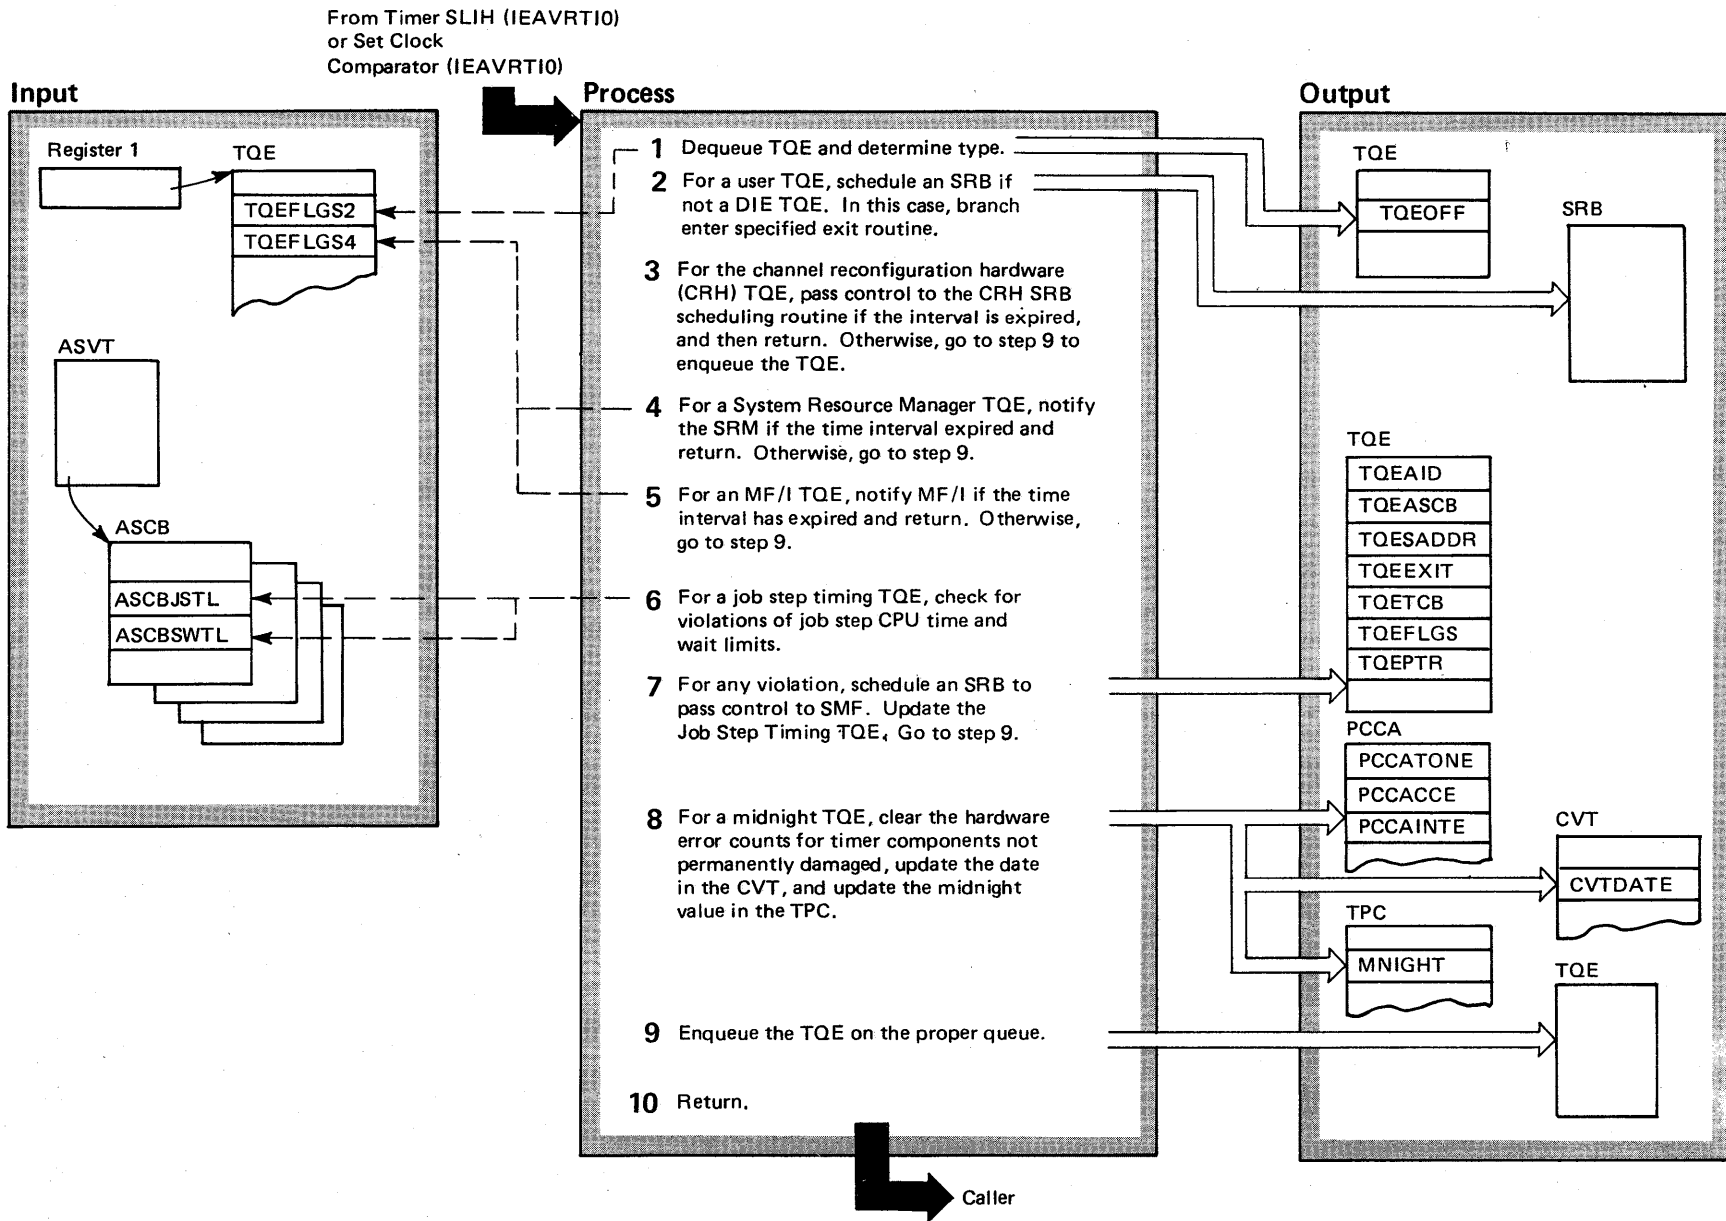 From Timer SLIH (IEAVRTI0)
or Set Clock
Comparator (IEAVRTI0)
Input
Register 1
TQE
TQEFLGS2
TQEFLGS4
ASVT
ASCB
ASCBJSTL
ASCBSWTL
Process
1 Dequeue TQE and determine type.
2 For a user TQE, schedule an SRB if
not a DIE TQE. In this case, branch
enter specified exit routine.
3 For the channel reconfiguration hardware
(CRH) TQE, pass control to the CRH SRB
scheduling routine if the interval is expired,
and then return. Otherwise, go to step 9 to
enqueue the TQE.
4 For a System Resource Manager TQE, notify
the SRM if the time interval expired and
return. Otherwise, go to step 9.
5 For an MF/I TQE, notify MF/I if the time
interval has expired and return. Otherwise,
go to step 9.
6 For a job step timing TQE, check for
violations of job step CPU time and
wait limits.
7 For any violation, schedule an SRB to
pass control to SMF. Update the
Job Step Timing TQE. Go to step 9.
8 For a midnight TQE, clear the hardware
error counts for timer components not
permanently damaged, update the date
in the CVT, and update the midnight
value in the TPC.
9 Enqueue the TQE on the proper queue.
10 Return.
Caller
Output
TQE
TQEOFF
SRB
TQE
TQEAID
TQEASCB
TQESADDR
TQEEXIT
TQETCB
TQEFLGS
TQEPTR
PCCA
PCCATONE
PCCACCE
PCCAINTE
CVT
CVTDATE
TPC
MNIGHT
TQE